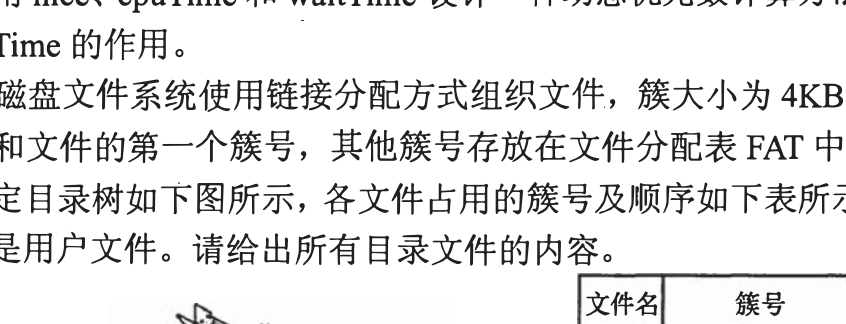 Time 的作用。
磁盘文件系统使用链接分配方式组织文件，簇大小为 4KB
和文件的第一个簇号，其他簇号存放在文件分配表 FAT 中
定目录树如下图所示，各文件占用的簇号及顺序如下表所示
是用户文件。请给出所有目录文件的内容。
文件名 簇号